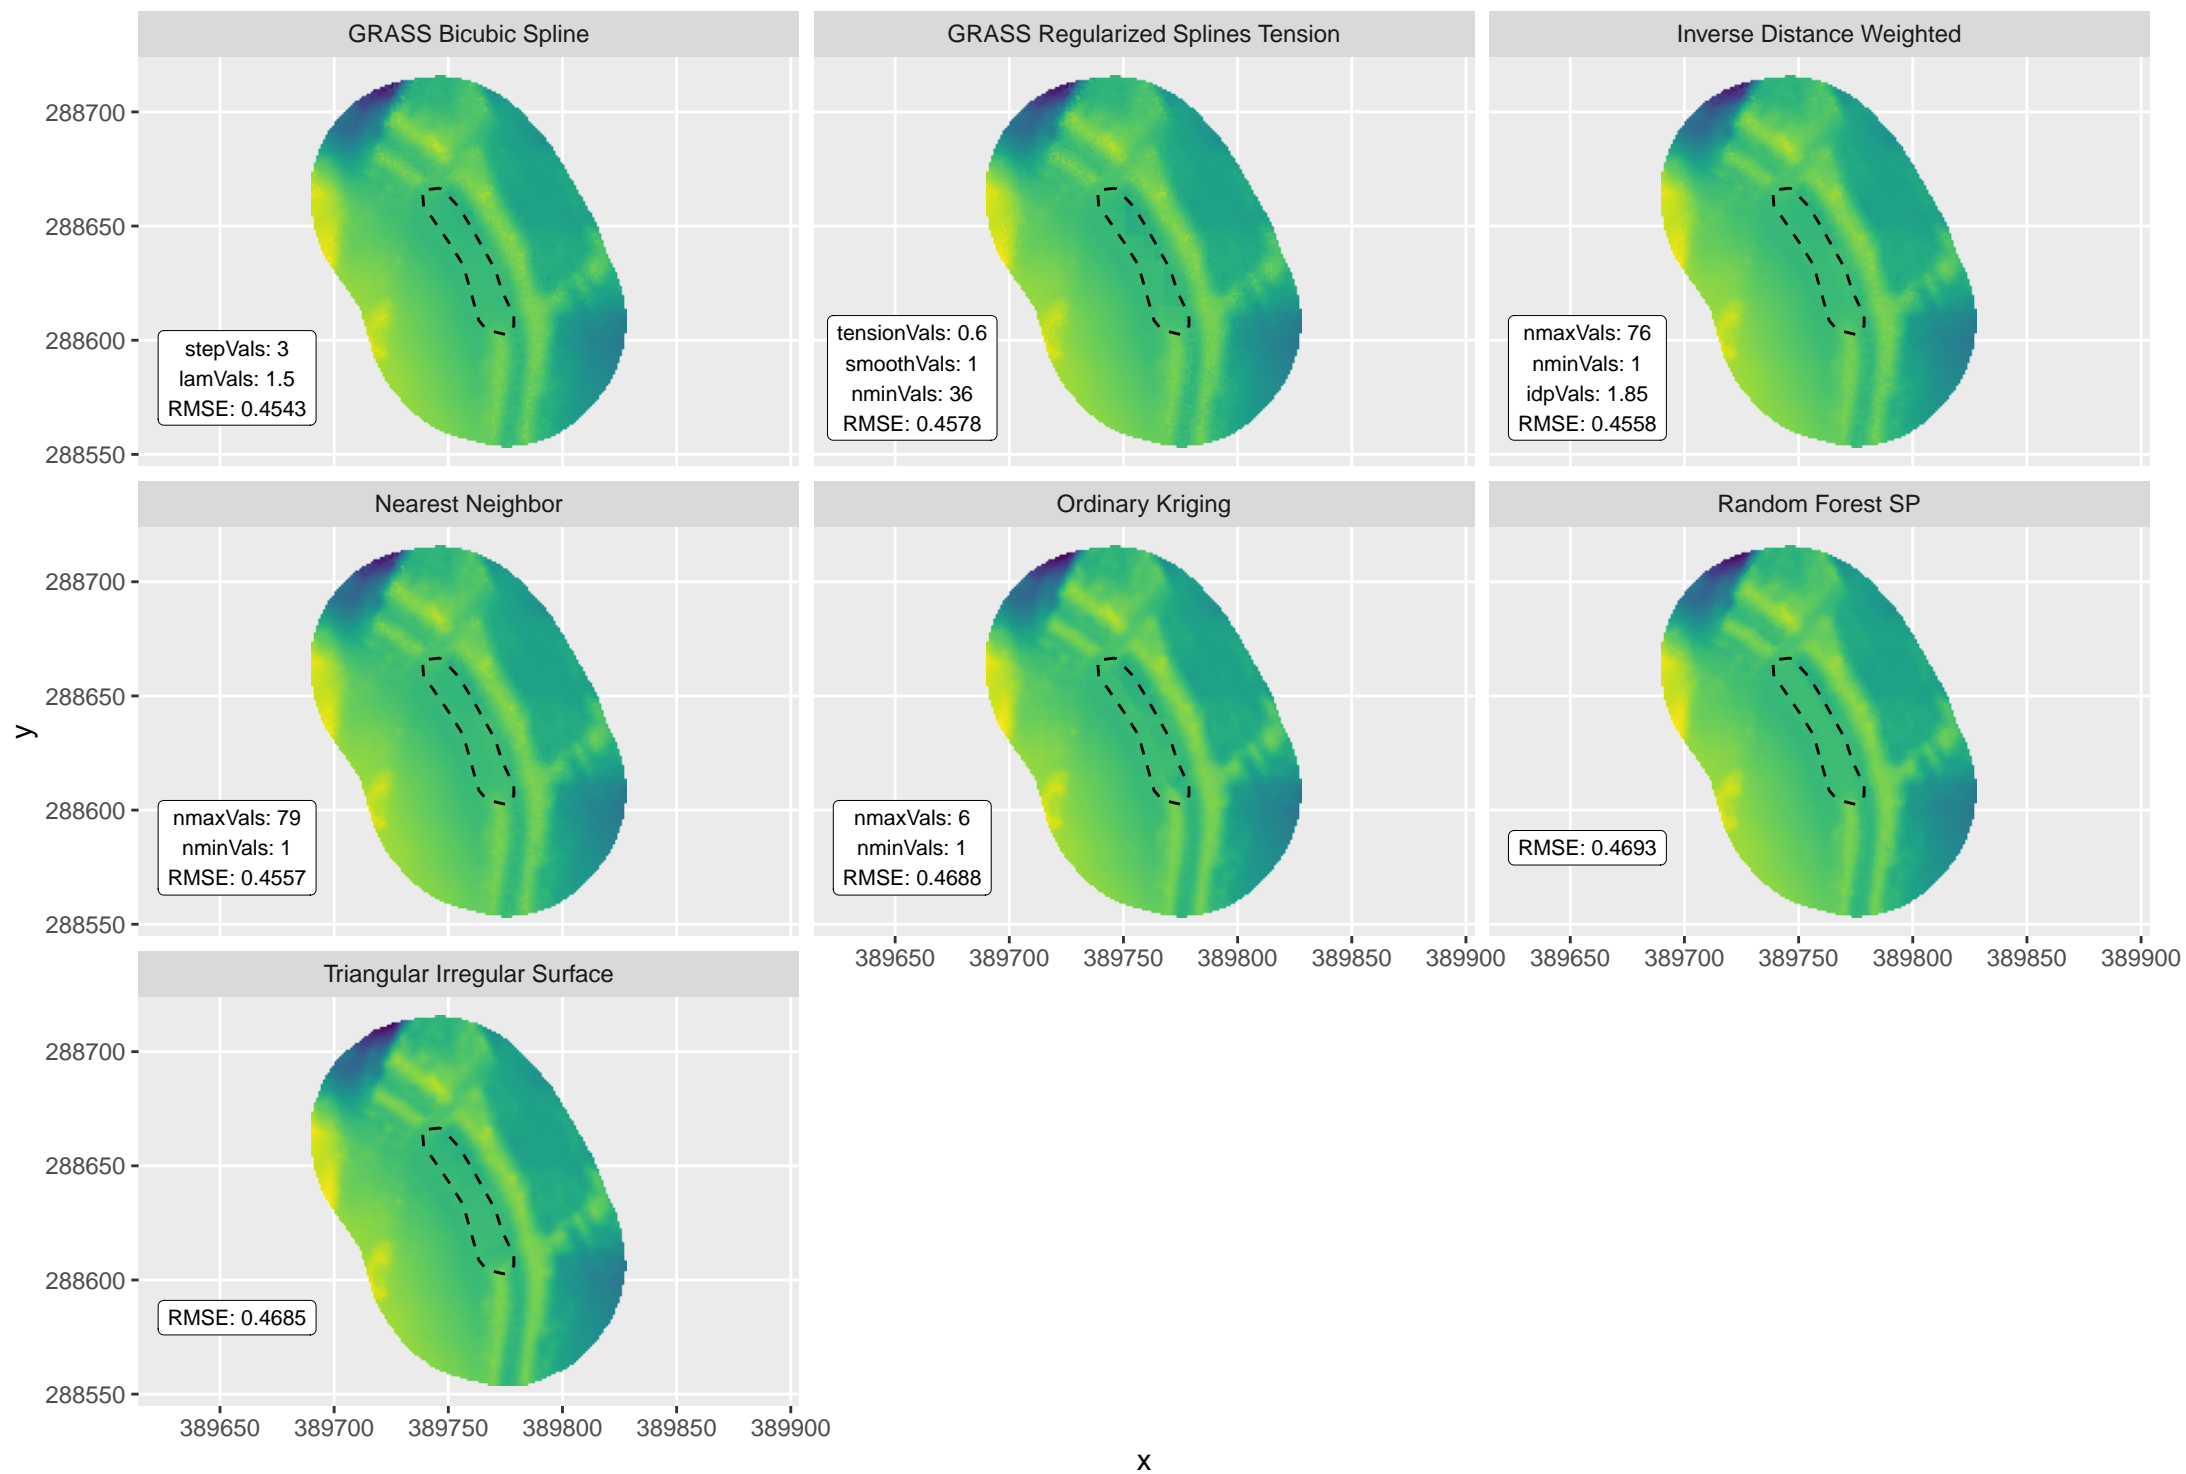 GRASS Bicubic Spline
GRASS Regularized Splines Tension
Inverse Distance Weighted
288700
288650
288600
288550
stepVals: 3
lamVals: 1.5
RMSE: 0.4543
tensionVals: 0.6
smoothVals: 1
nminVals: 36
RMSE: 0.4578
nmaxVals: 76
nminVals: 1
idpVals: 1.85
RMSE: 0.4558
Nearest Neighbor
Ordinary Kriging
Random Forest SP
288700
288650
288600
288550
y
nmaxVals: 79
nminVals: 1
RMSE: 0.4557
nmaxVals: 6
nminVals: 1
RMSE: 0.4688
RMSE: 0.4693
389650 389700 389750 389800 389850 389900
389650 389700 389750 389800 389850 389900
Triangular Irregular Surface
288700
288650
288600
288550
RMSE: 0.4685
389650 389700 389750 389800 389850 389900
x